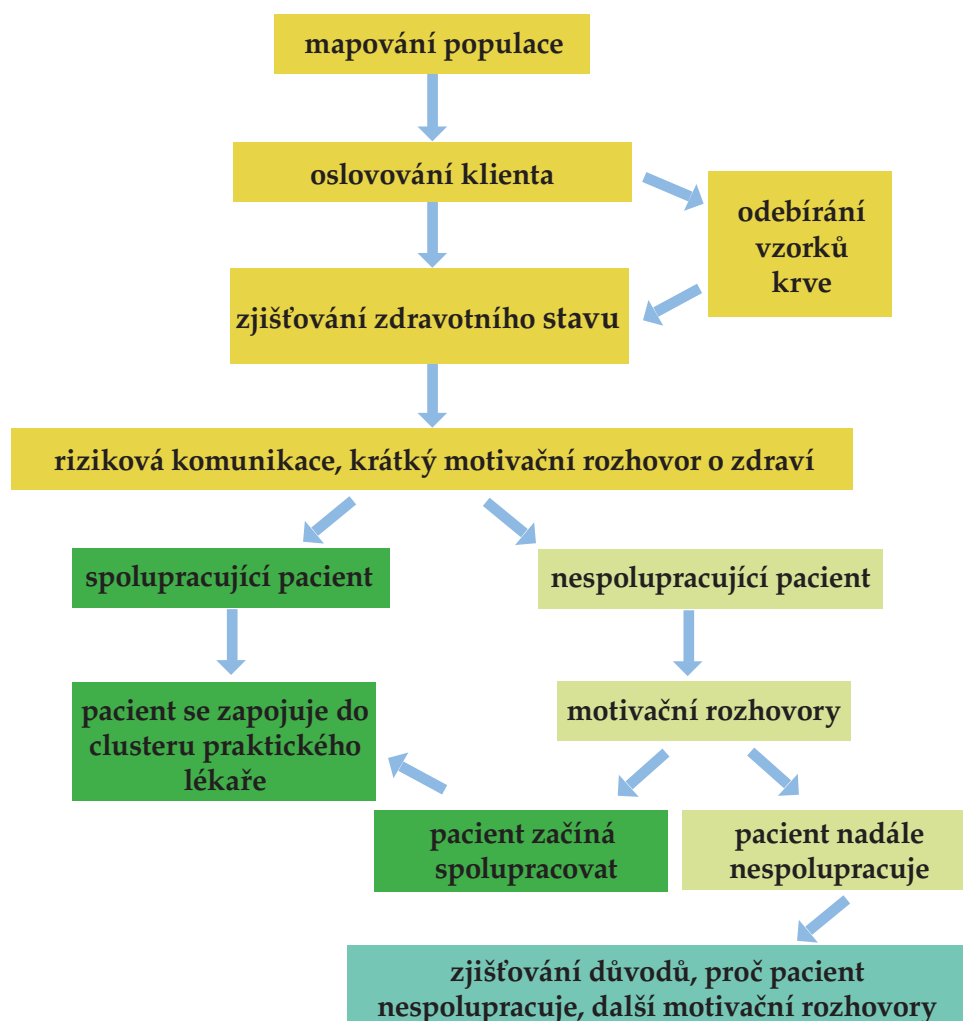 mapování populace
oslovování klienta
odebírání
vzorků
krve
zjišťování zdravotního stavu
riziková komunikace, krátký motivační rozhovor o zdraví
spolupracující pacient
nespolupracující pacient
pacient se zapojuje do
clusteru praktického
lékaře
motivační rozhovory
pacient začíná
spolupracovat
pacient nadále
nespolupracuje
zjišťování důvodů, proč pacient
nespolupracuje, další motivační rozhovory